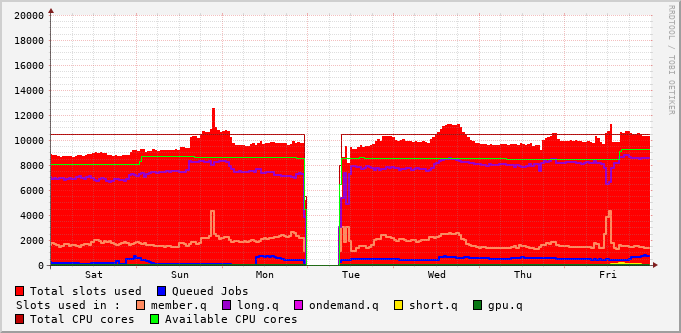 20000
18000
16000
14000
12000
10000
8000
6000
4000
2000
0
Sat Sun Mon Tue Wed Thu Fri
RRDTOOL / TOBI OETIKER
Total slots used Queued Jobs
Slots used in : member.q long.q ondemand.q short.q gpu.q
Total CPU cores Available CPU cores